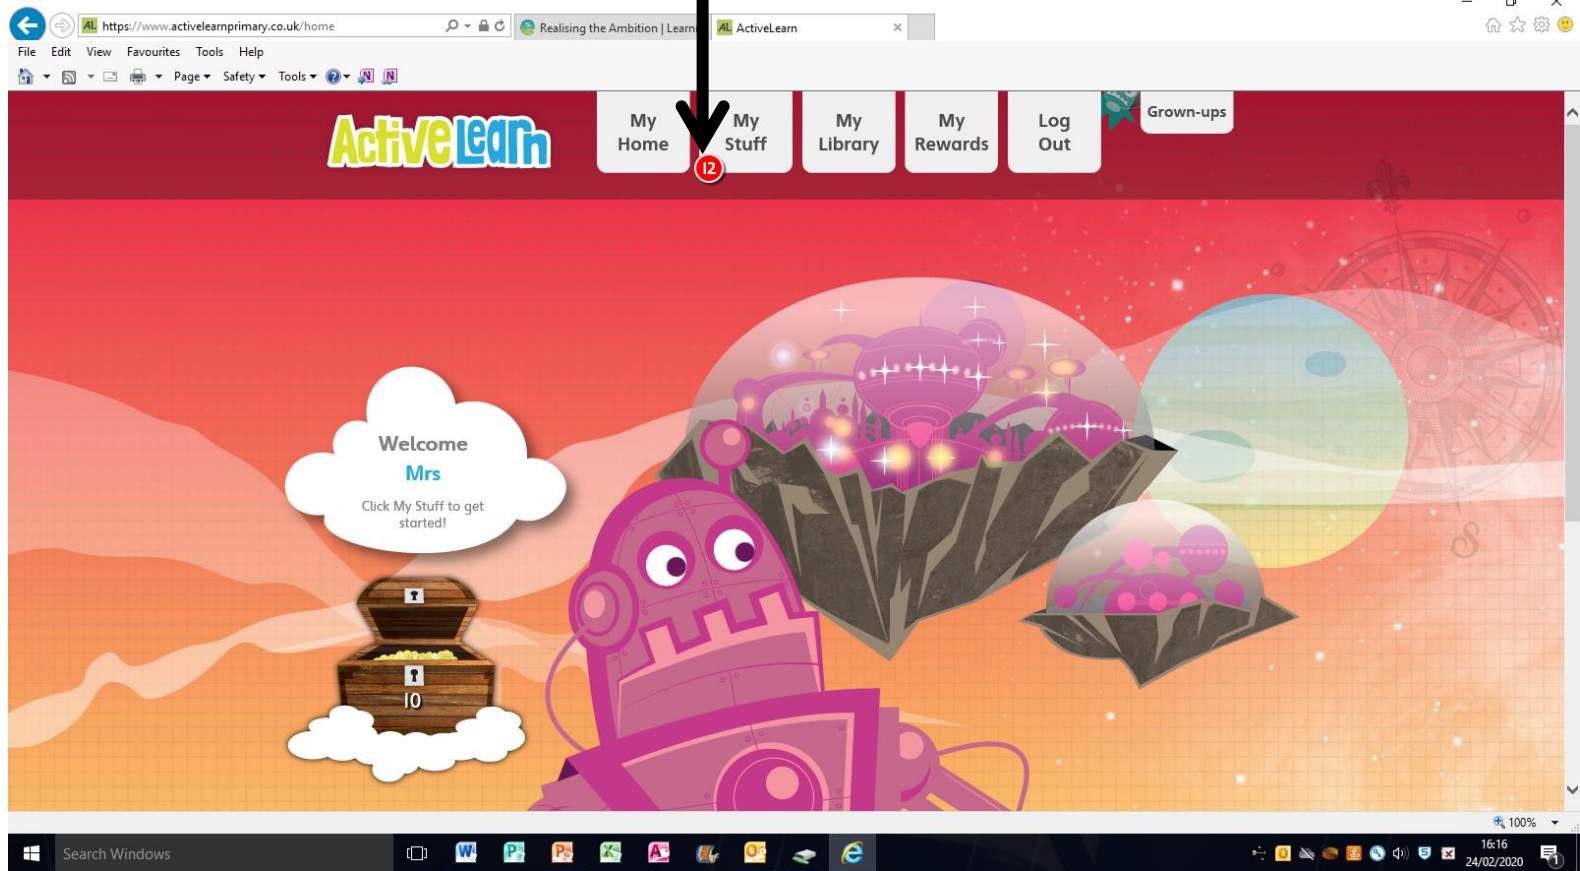 https://www.activelearnprimary.co.uk/home
Realising the Ambition | Learni
AL ActiveLearn
File Edit View Favourites Tools Help
Page Safety Tools
ActiveLearn
My Home
My Stuff
My Library
My Rewards
Log Out
Grown-ups
12
Welcome
Mrs
Click My Stuff to get
started!
10
100%
Search Windows
16:16
24/02/2020